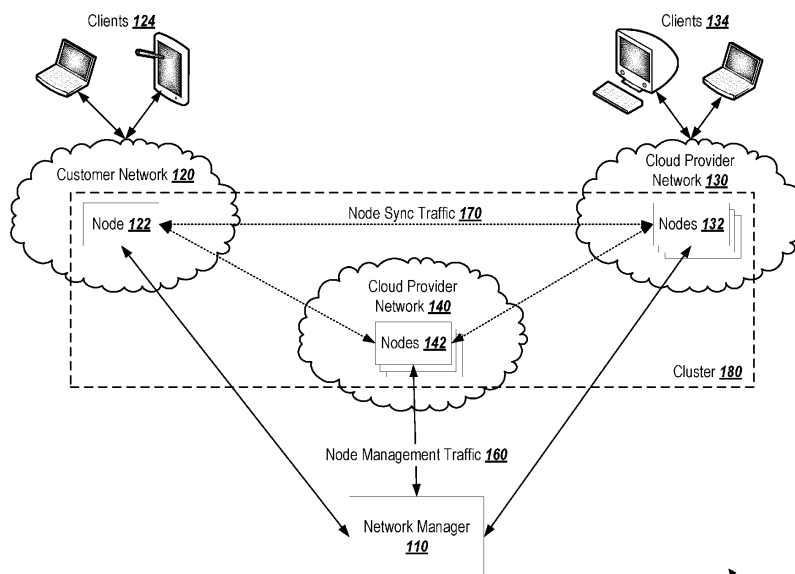 Clients 124
Clients 134
Customer Network 120
Cloud Provider
Network 130
Node 122
Node Sync Traffic 170
Nodes 132
Cloud Provider
Network 140
Nodes 142
Cluster 180
Node Management Traffic 160
Network Manager
110